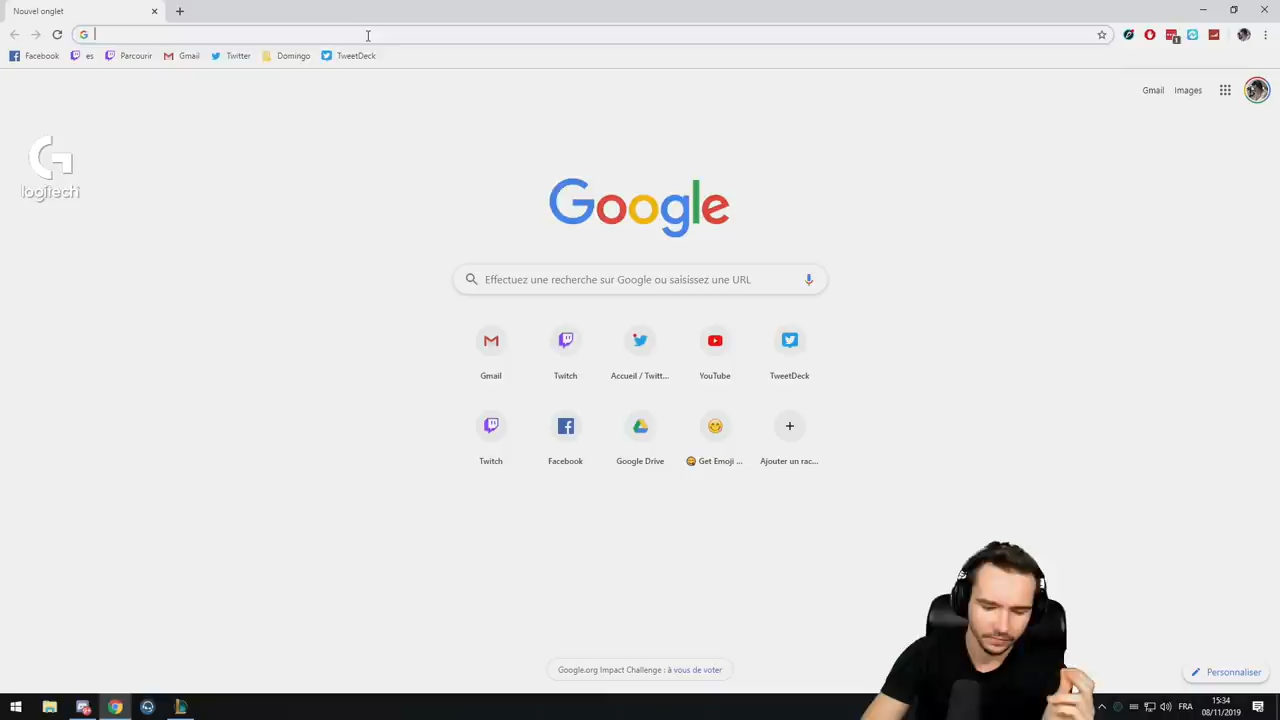 Nouvel onglet
Facebook
es
Parcourir
Gmail
Twitter
Domingo
TweetDeck
1
Gmail
Images
G
logitech
Google
Effectuez une recherche sur Google ou saisissez une URL
Gmail
Twitch
Accueil / Twitt...
YouTube
TweetDeck
Twitch
Facebook
Google Drive
Get Emoji ...
Ajouter un rac...
Google.org Impact Challenge : à vous de voter
Personnaliser
FRA
15:34
08/11/2019